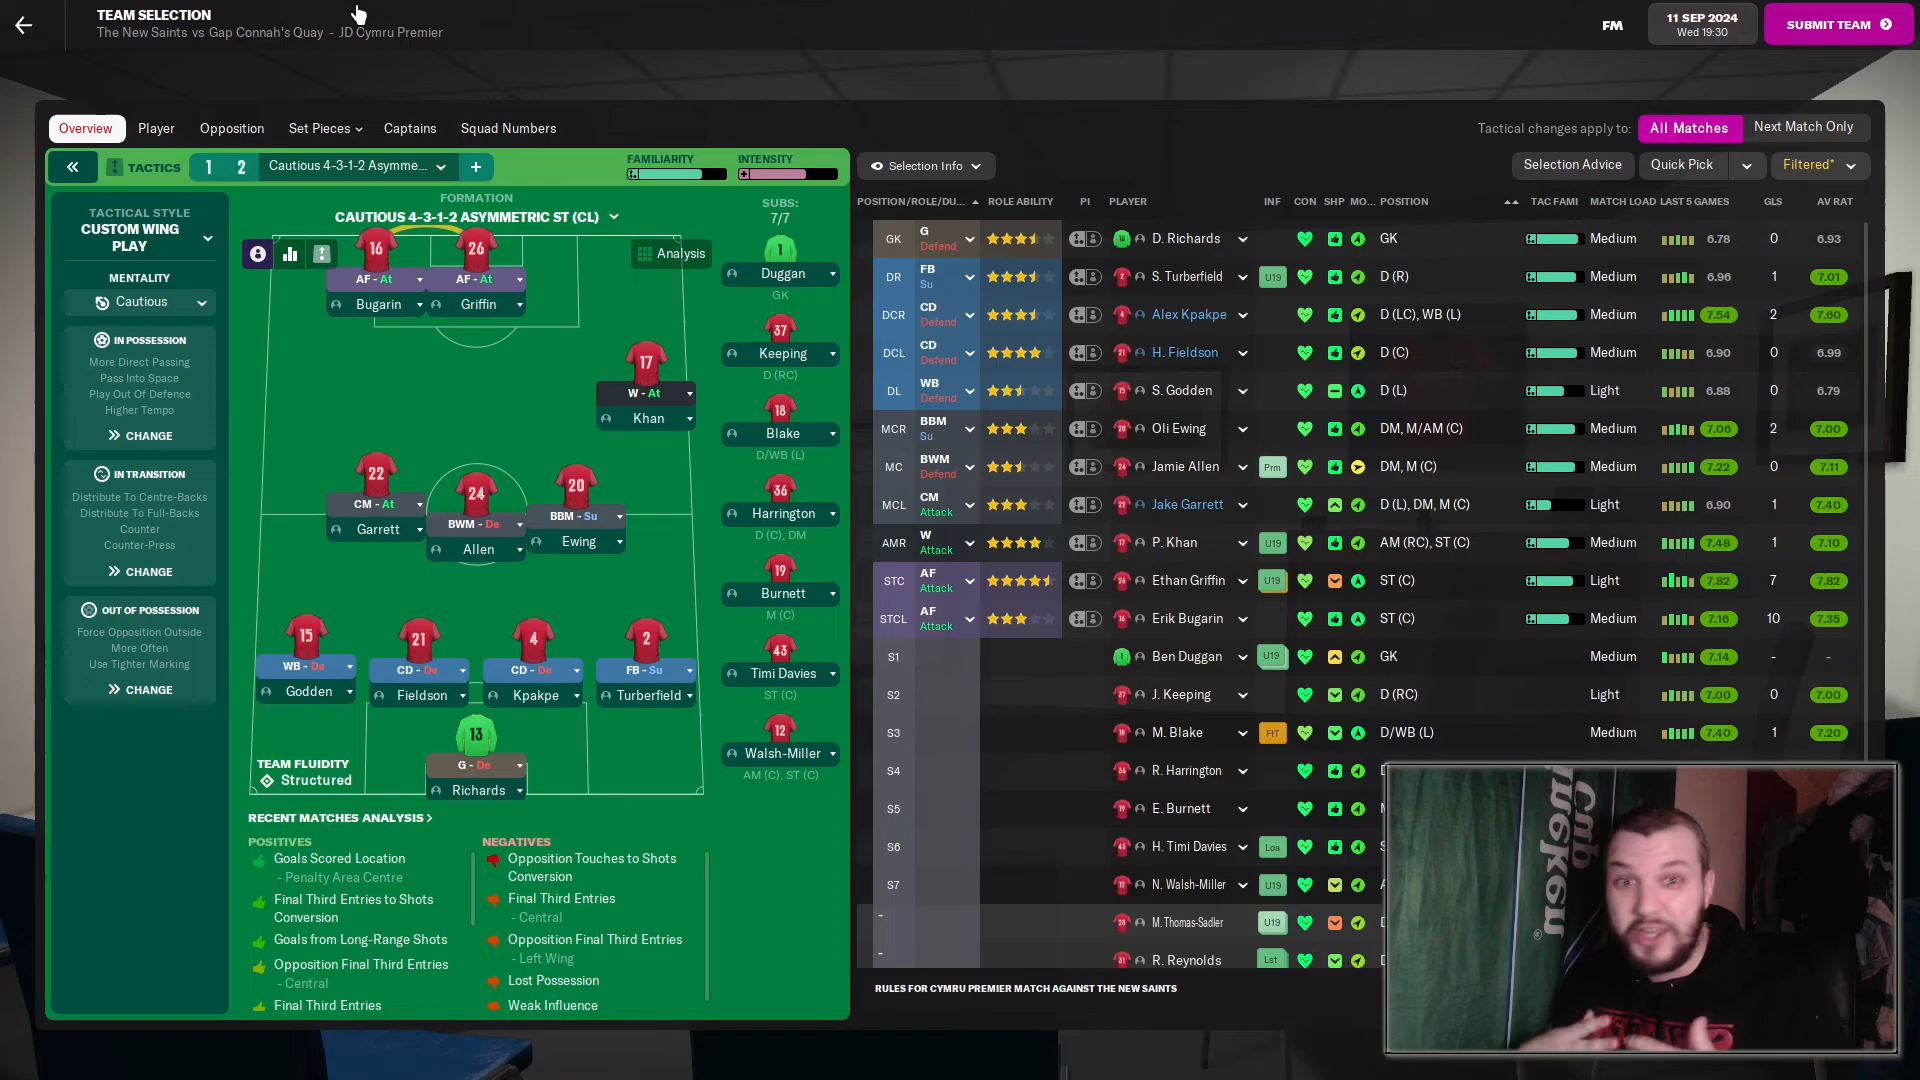 TEAM SELECTION
The New Saints vs Gap Connah's Quay - JD Cymru Premier
FM
11 SEP 2024
Wed 19:30
SUBMIT TEAM
Overview Player Opposition Set Pieces Captains Squad Numbers
Tactical changes apply to: All Matches Next Match Only
TACTICS 1 2 Cautious 4-3-1-2 Asymme... +
FAMILIARITY INTENSITY
Selection Info
Selection Advice Quick Pick Filtered*
TACTICAL STYLE
CUSTOM WING
PLAY
MENTALITY
Cautious
IN POSSESSION
More Direct Passing
Pass Into Space
Play Out Of Defence
Higher Tempo
CHANGE
IN TRANSITION
Distribute To Centre-Backs
Distribute To Full-Backs
Counter
Counter-Press
CHANGE
OUT OF POSSESSION
Force Opposition Outside
More Often
Use Tighter Marking
CHANGE
FORMATION
CAUTIOUS 4-3-1-2 ASYMMETRIC ST (CL)
Analysis
16 26
AF - At AF - At
Bugarin Griffin
17
W - At
Khan
22 24 20
CM - At BWM - De BBM - Su
Garrett Allen Ewing
15 21 4 2
WB - De CD - De CD - De FB - Su
Godden Fieldson Kpakpe Turberfield
13
G - De
Richards
TEAM FLUIDITY
Structured
SUBS:
7/7
1
Duggan
GK
37
Keeping
D (RC)
18
Blake
D/WB (L)
36
Harrington
D (C), DM
19
Burnett
M (C)
43
Timi Davies
ST (C)
12
Walsh-Miller
AM (C), ST (C)
RECENT MATCHES ANALYSIS >
POSITIVES
Goals Scored Location
- Penalty Area Centre
Final Third Entries to Shots
Conversion
Goals from Long-Range Shots
Opposition Final Third Entries
- Central
Final Third Entries
NEGATIVES
Opposition Touches to Shots
Conversion
Final Third Entries
- Central
Opposition Final Third Entries
- Left Wing
Lost Possession
Weak Influence
POSITION/ROLE/DU... ROLE ABILITY PI PLAYER INF CON SHP MO... POSITION TAC FAMI MATCH LOAD LAST 5 GAMES GLS AV RAT
GK G Defend D. Richards GK Medium 6.78 0 6.93
DR FB Su S. Turberfield U19 D (R) Medium 6.96 1 7.01
DCR CD Defend Alex Kpakpe D (LC), WB (L) Medium 7.54 2 7.60
DCL CD Defend H. Fieldson D (C) Medium 6.90 0 6.99
DL WB Defend S. Godden D (L) Light 6.88 0 6.79
MCR BBM Su Oli Ewing DM, M/AM (C) Medium 7.06 2 7.00
MC BWM Defend Jamie Allen Prm DM, M (C) Medium 7.22 0 7.11
MCL CM Attack Jake Garrett D (L), DM, M (C) Light 6.90 1 7.40
AMR W Attack P. Khan U19 AM (RC), ST (C) Medium 7.48 1 7.10
STC AF Attack Ethan Griffin U19 ST (C) Light 7.82 7 7.82
STCL AF Attack Erik Bugarin ST (C) Medium 7.16 10 7.35
S1 Ben Duggan U19 GK Medium 7.14 - -
S2 J. Keeping D (RC) Light 7.00 0 7.00
S3 M. Blake FtT D/WB (L) Medium 7.40 1 7.20
S4 R. Harrington
S5 E. Burnett
S6 H. Timi Davies Loa
S7 N. Walsh-Miller U19
- M. Thomas-Sadler U19
- R. Reynolds Lst
RULES FOR CYMRU PREMIER MATCH AGAINST THE NEW SAINTS